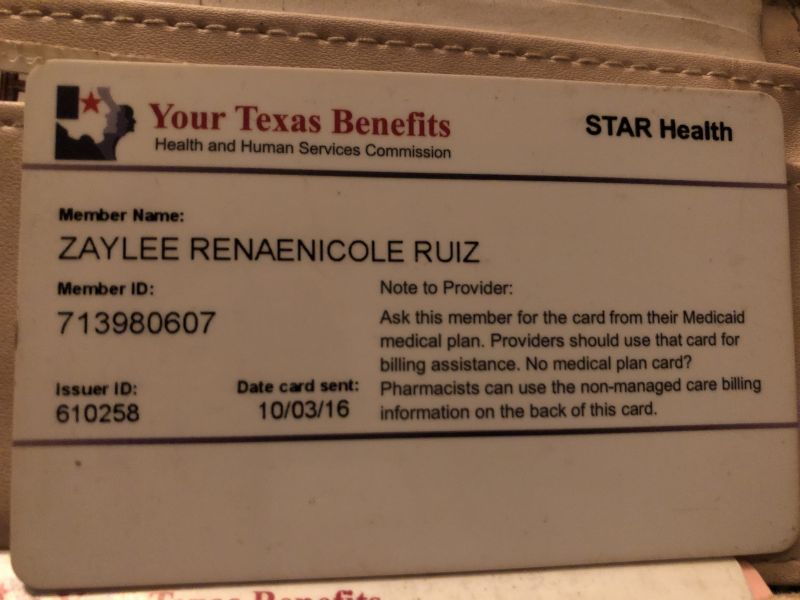 Your Texas Benefits
Health and Human Services Commission
STAR Health
Member Name:
ZAYLEE RENAENICOLE RUIZ
Member ID:
713980607
Note to Provider:
Ask this member for the card from their Medicaid
medical plan. Providers should use that card for
billing assistance. No medical plan card?
Pharmacists can use the non-managed care billing
information on the back of this card.
Issuer ID:
610258
Date card sent:
10/03/16
Your Texas Benefits